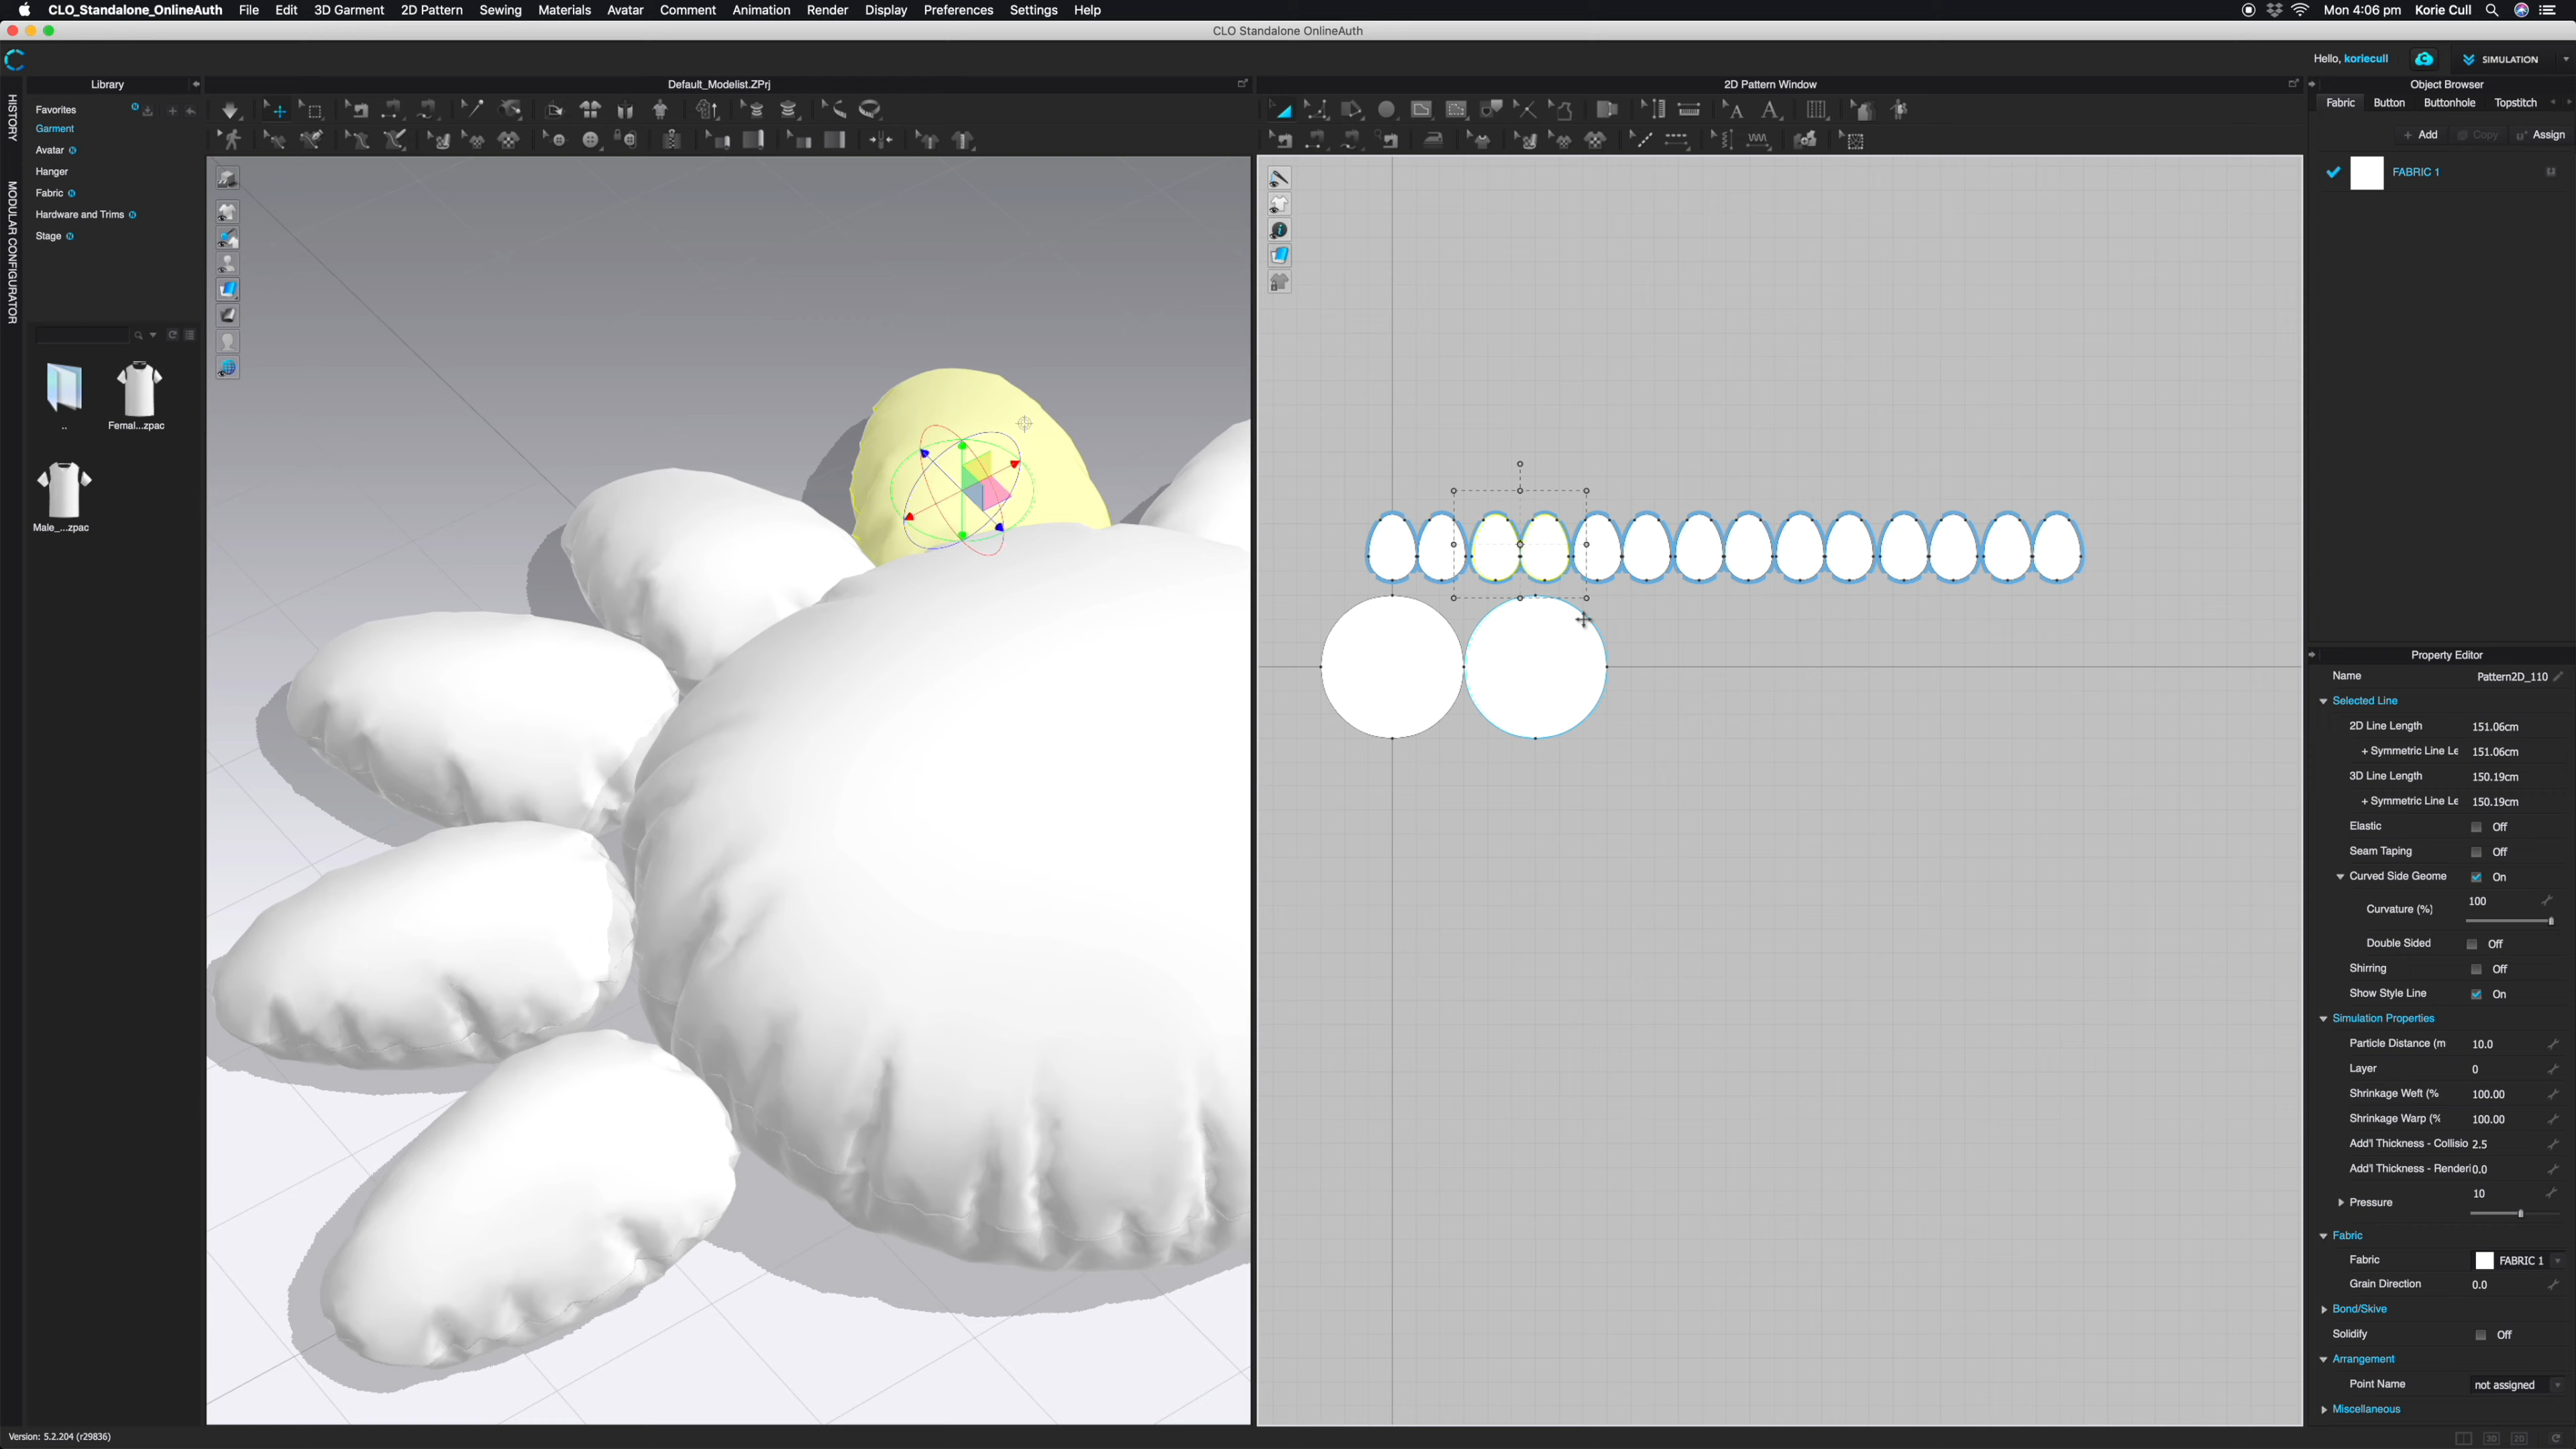 CLO_Standalone_OnlineAuth File Edit 3D Garment 2D Pattern Sewing Materials Avatar Comment Animation Render Display Preferences Settings Help Mon 4:06 pm Korie Cull
CLO Standalone OnlineAuth
Hello, koriecull SIMULATION
Library Default_Modelist.ZPrj 2D Pattern Window Object Browser
HISTORY
MODULAR CONFIGURATOR
Favorites
Garment
Avatar
Hanger
Fabric
Hardware and Trims
Stage
..
Femal...zpac
Male_...zpac
Fabric Button Buttonhole Topstitch
+ Add Copy Assign
FABRIC 1
Property Editor
Name Pattern2D_110
Selected Line
2D Line Length 151.06cm
+ Symmetric Line Le 151.06cm
3D Line Length 150.19cm
+ Symmetric Line Le 150.19cm
Elastic Off
Seam Taping Off
Curved Side Geome On
Curvature (%) 100
Double Sided Off
Shirring Off
Show Style Line On
Simulation Properties
Particle Distance (m 10.0
Layer 0
Shrinkage Weft (% 100.00
Shrinkage Warp (% 100.00
Add'l Thickness - Collisio 2.5
Add'l Thickness - Renderi 0.0
Pressure 10
Fabric
Fabric FABRIC 1
Grain Direction 0.0
Bond/Skive
Solidify Off
Arrangement
Point Name not assigned
Miscellaneous
Version: 5.2.204 (r29836)
3D 2D